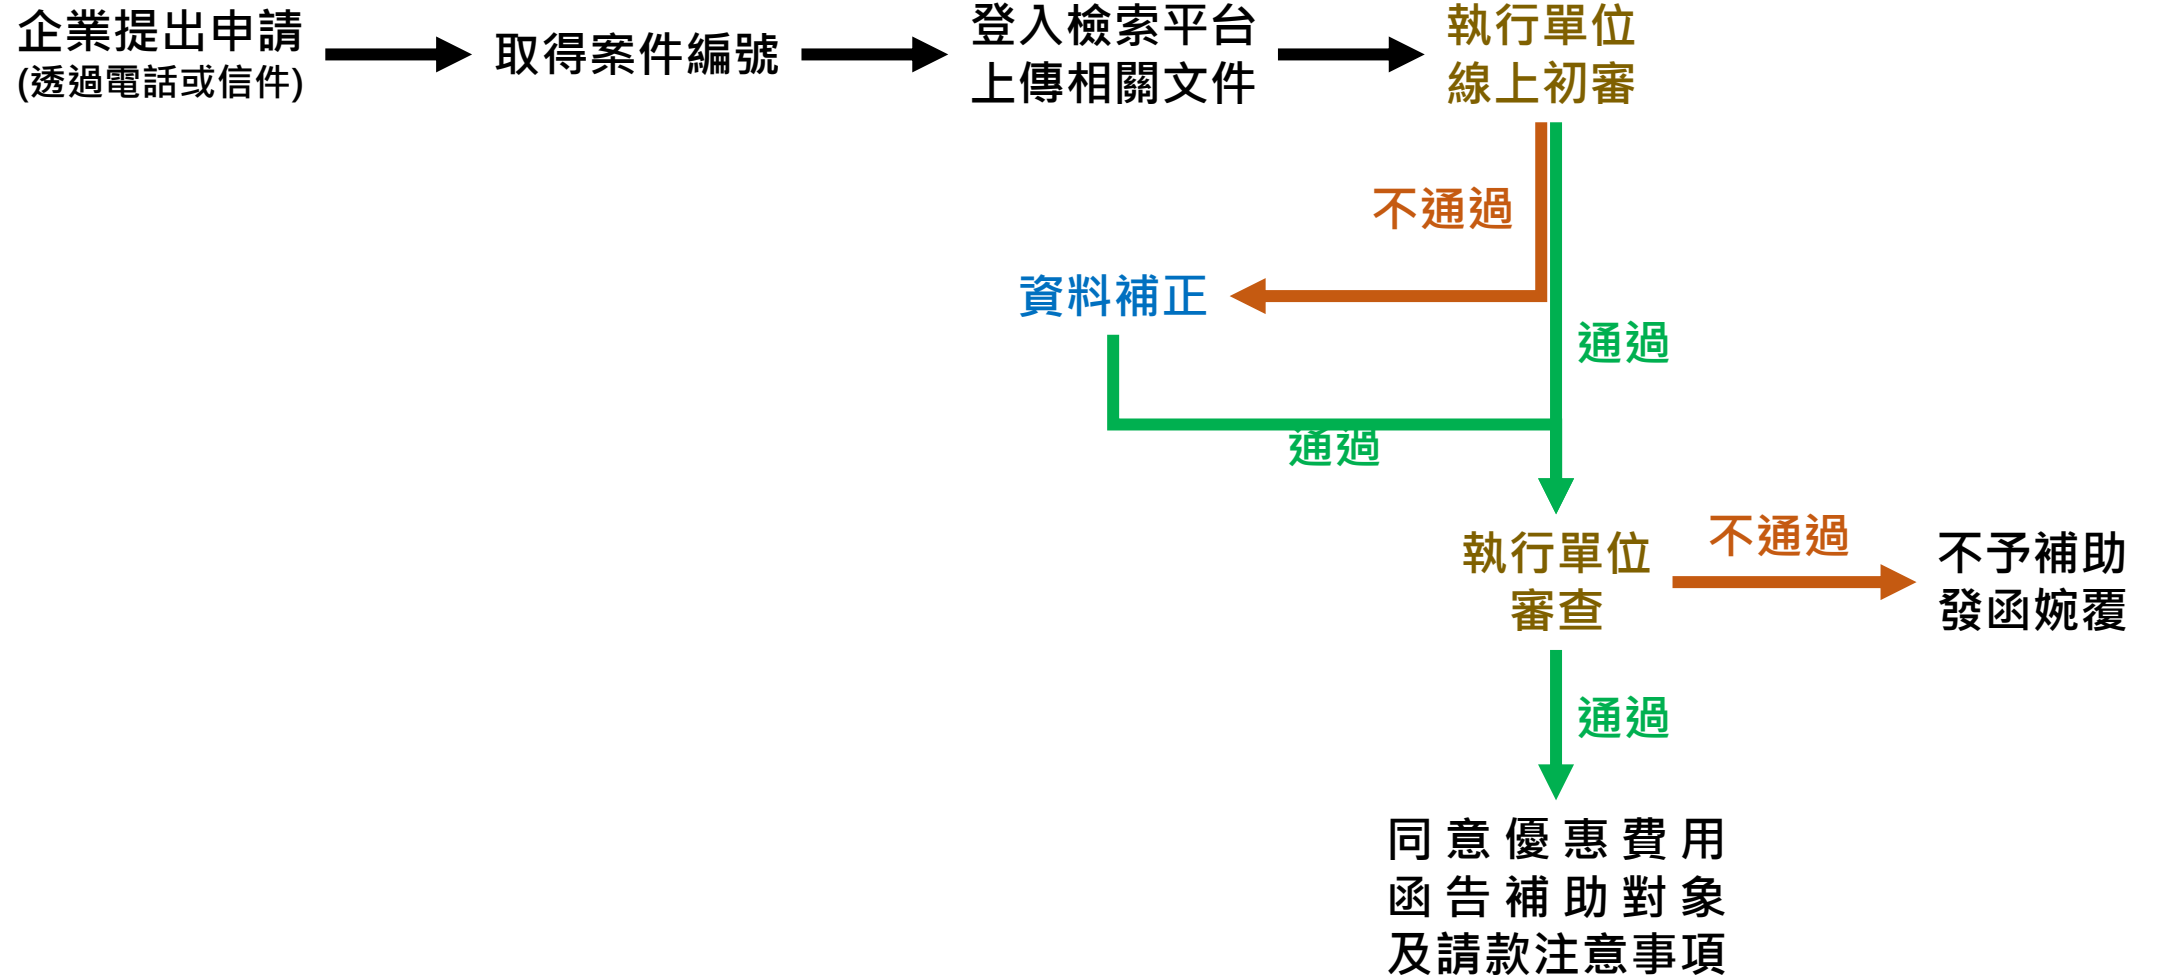 企業提出申請
(透過電話或信件)
取得案件編號
登入檢索平台
上傳相關文件
執行單位
線上初審
不通過
資料補正
通過
通過
執行單位
審查
不通過
不予補助
發函婉覆
通過
同意優惠費用
函告補助對象
及請款注意事項